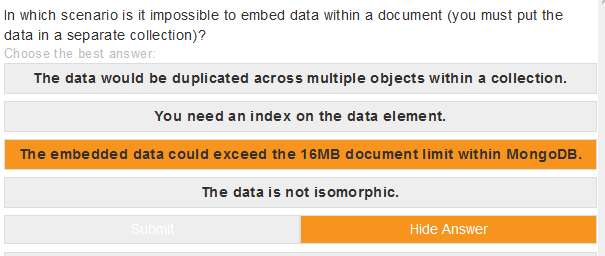 In which scenario is it impossible to embed data within a document (you must put the
data in a separate collection)?
Choose the best answer:
The data would be duplicated across multiple objects within a collection.
You need an index on the data element.
The embedded data could exceed the 16MB document limit within MongoDB.
The data is not isomorphic.
Submit
Hide Answer